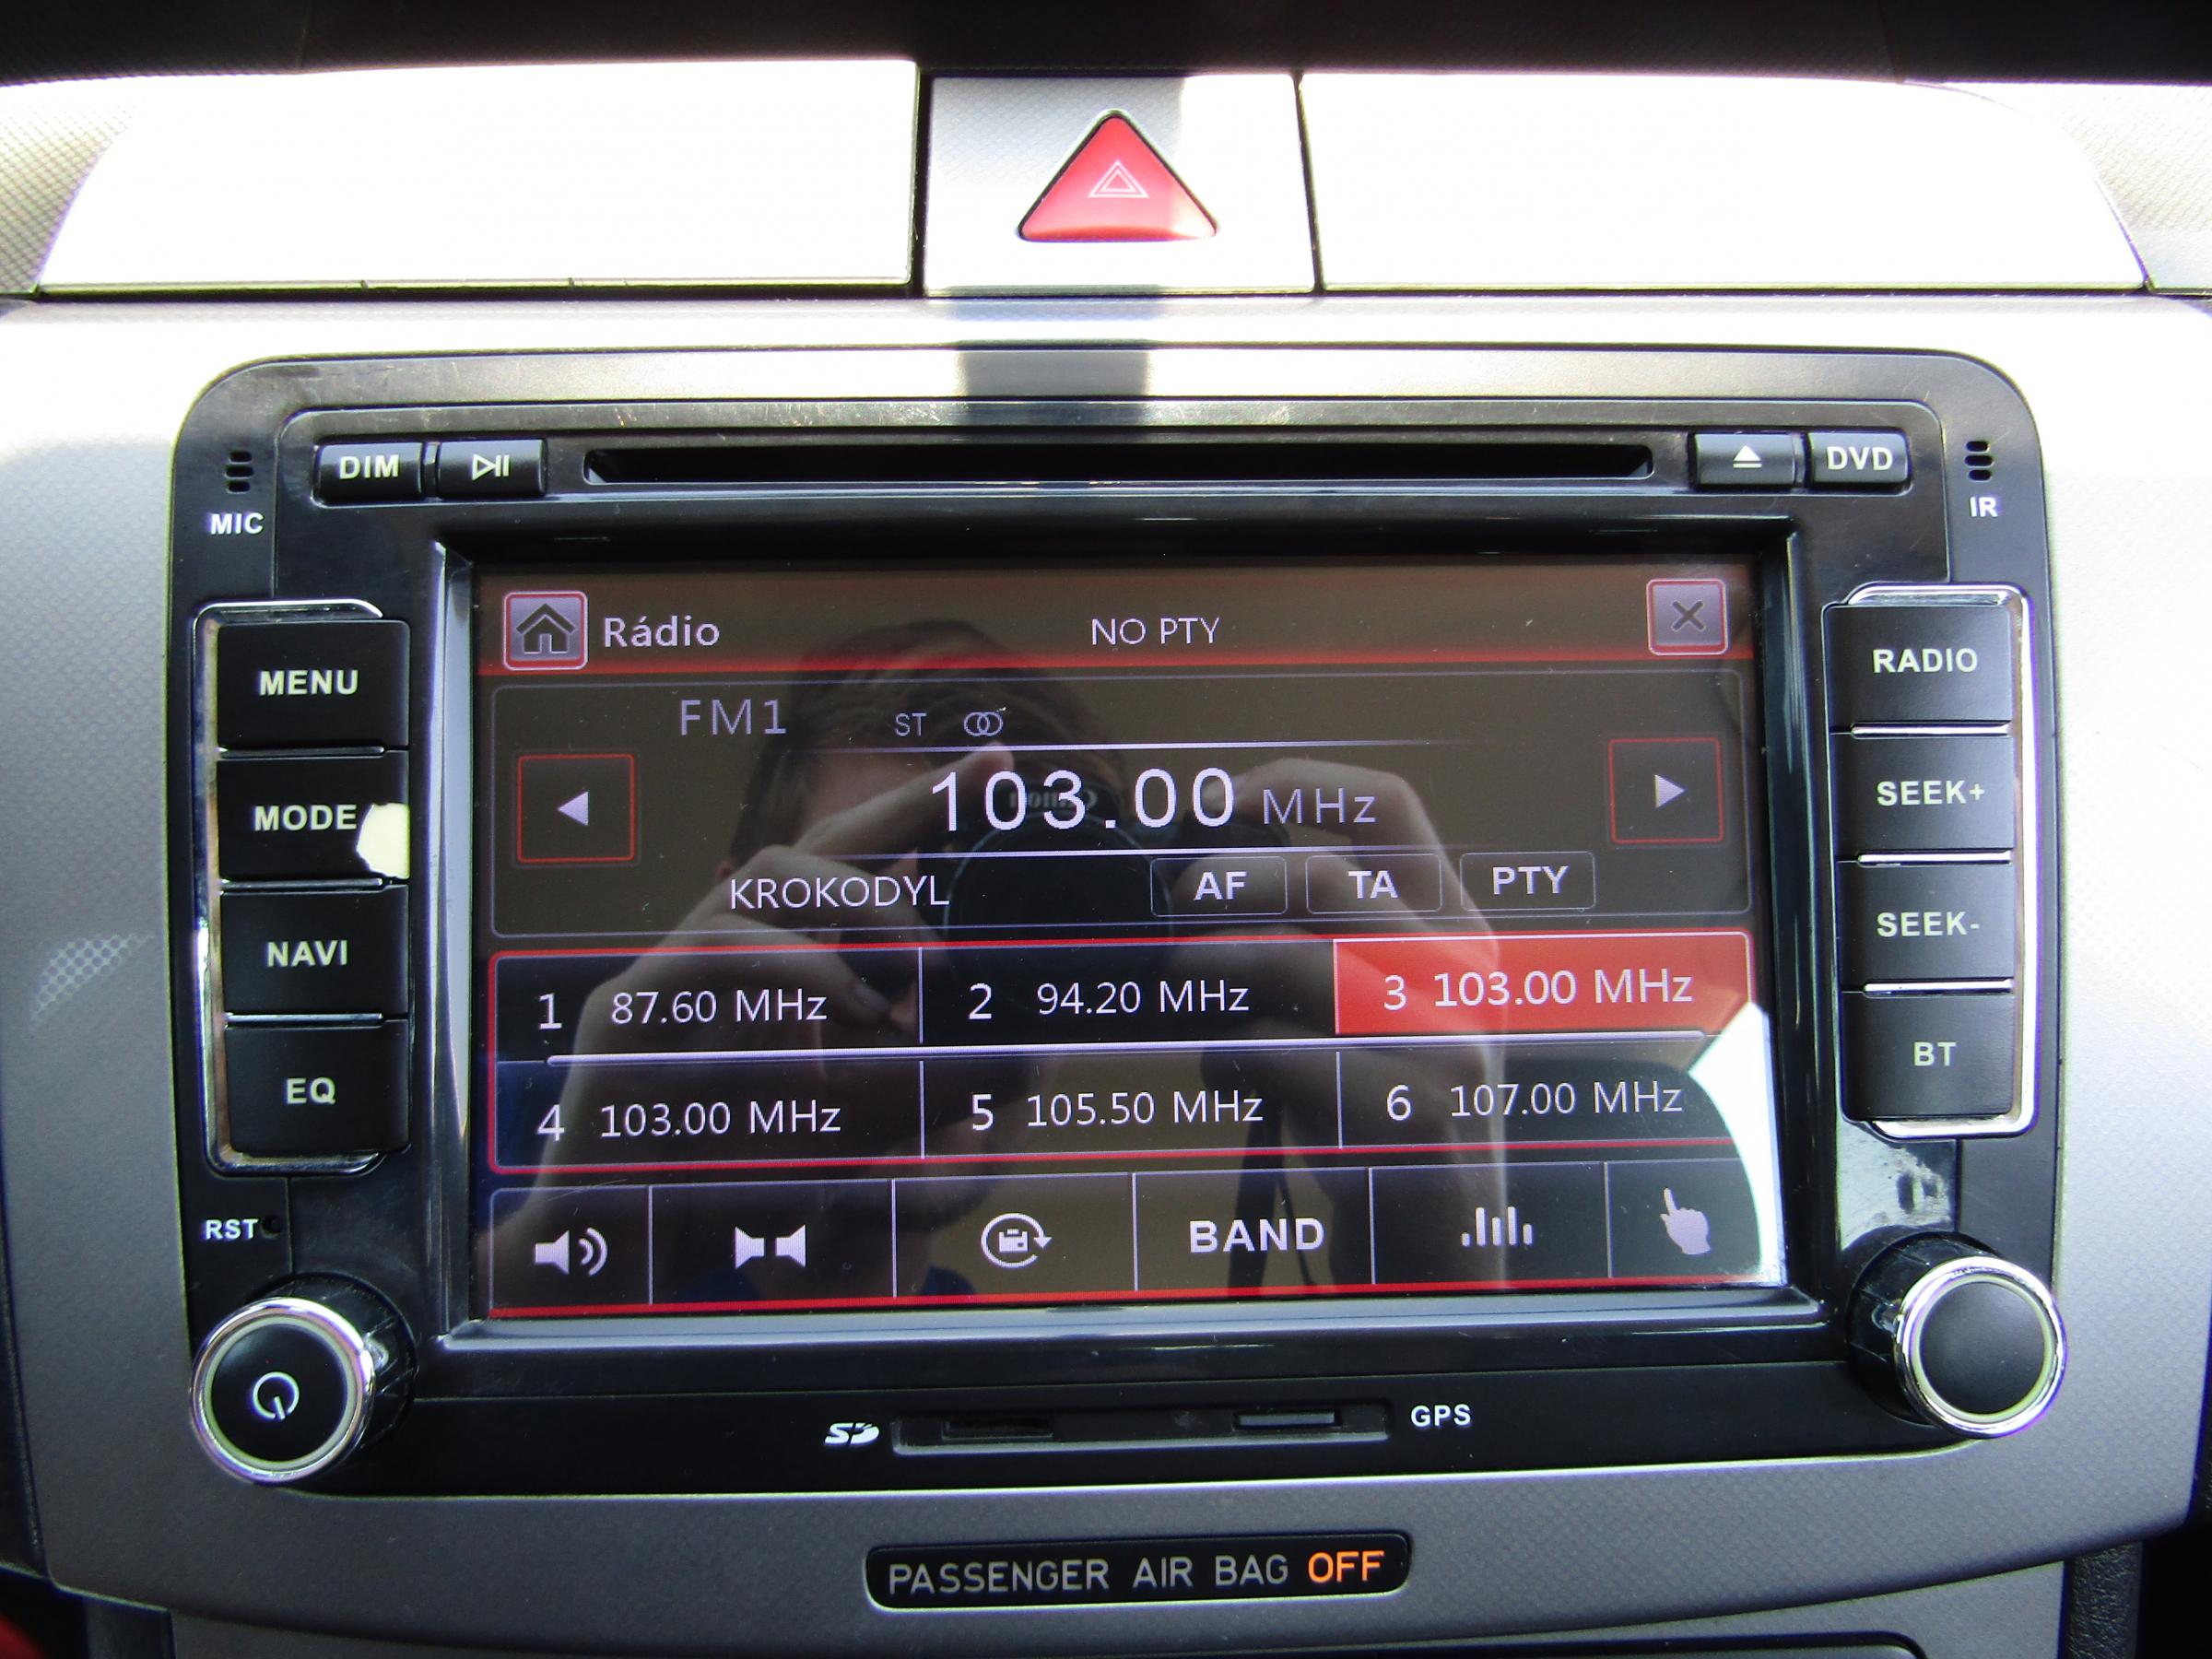 DIM
DVD
MIC
IR
MENU
MODE
NAVI
EQ
RST
Rádio NO PTY
FM1 ST
103.00 MHz
KROKODYL AF TA PTY
1 87.60 MHz 2 94.20 MHz 3 103.00 MHz
4 103.00 MHz 5 105.50 MHz 6 107.00 MHz
BAND
RADIO
SEEK+
SEEK-
BT
SD GPS
PASSENGER AIR BAG OFF
Canon